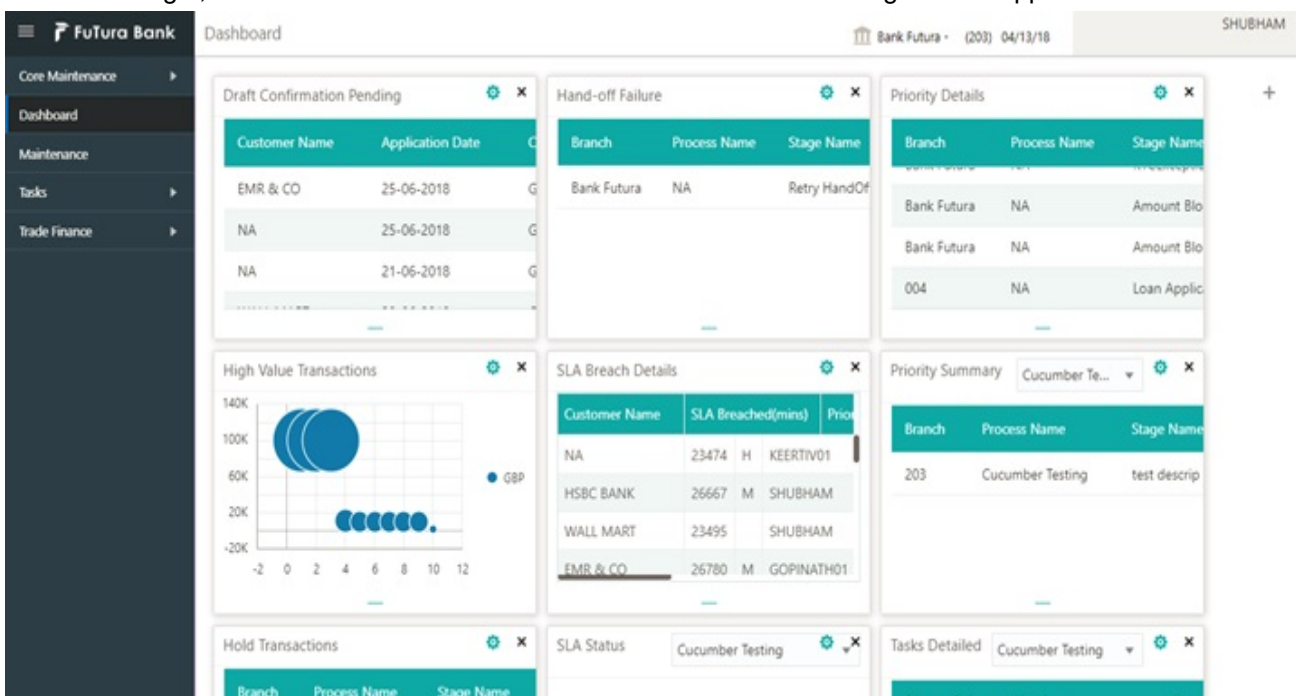 FuTura Bank
Dashboard
Bank Futura - (203) 04/13/18
SHUBHAM
Core Maintenance
Dashboard
Maintenance
Tasks
Trade Finance
Draft Confirmation Pending
Customer Name Application Date
EMR & CO 25-06-2018 G
NA 25-06-2018 G
NA 21-06-2018 G
Hand-off Failure
Branch Process Name Stage Name
Bank Futura NA Retry HandOf
Priority Details
Branch Process Name Stage Name
Bank Futura NA Amount Blo
Bank Futura NA Amount Blo
004 NA Loan Applic
High Value Transactions
140K
100K
60K
20K
-20K
-2 0 2 4 6 8 10 12
GBP
SLA Breach Details
Customer Name SLA Breached(mins) Prior
NA 23474 H KEERTIV01
HSBC BANK 26667 M SHUBHAM
WALL MART 23495 SHUBHAM
EMR & CO 26780 M GOPINATH01
Priority Summary Cucumber Te...
Branch Process Name Stage Name
203 Cucumber Testing test descrip
Hold Transactions
Branch Process Name Stage Name
SLA Status Cucumber Testing
Tasks Detailed Cucumber Testing